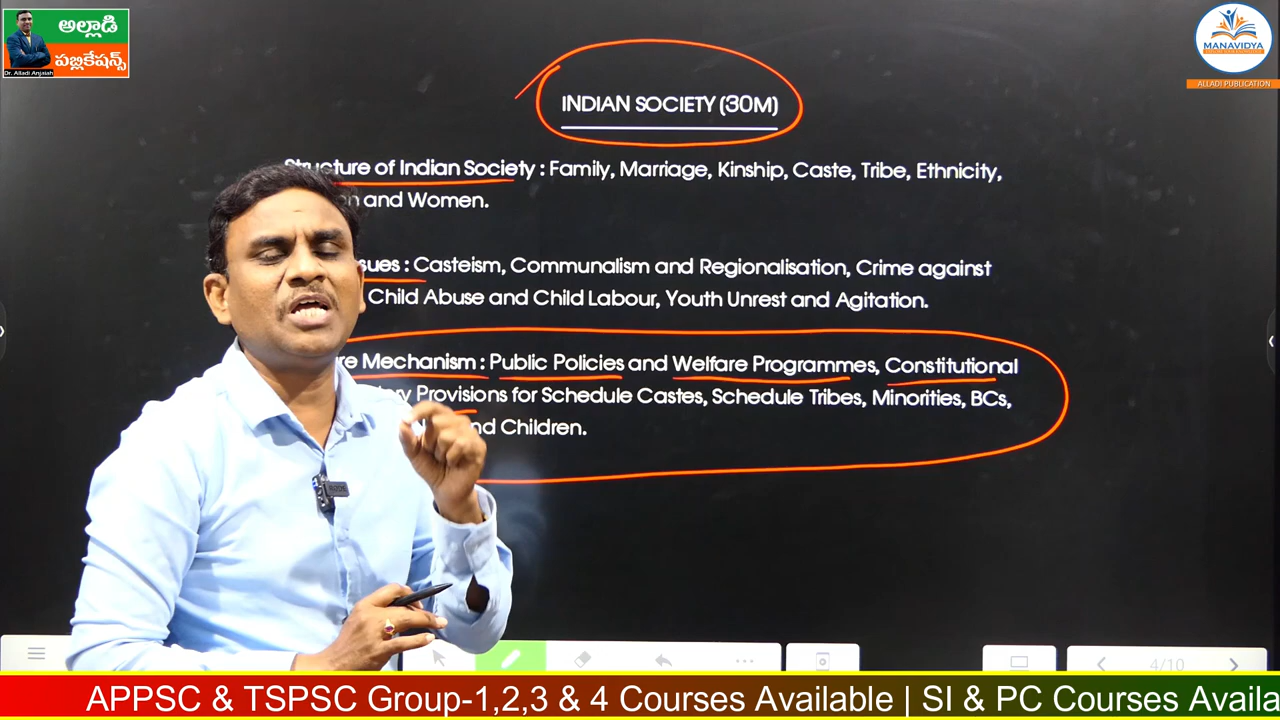 అల్లాడి
పబ్లికేషన్స్
Dr. Alladi Anjaiah
MANAVIDYA
ALLADI PUBLICATION
INDIAN SOCIETY (30M)
Structure of Indian Society : Family, Marriage, Kinship, Caste, Tribe, Ethnicity,
and Women.
: Casteism, Communalism and Regionalisation, Crime against
Child Abuse and Child Labour, Youth Unrest and Agitation.
Mechanism : Public Policies and Welfare Programmes, Constitutional
Provisions for Schedule Castes, Schedule Tribes, Minorities, BCs,
Children.
RODE
4/10
APPSC & TSPSC Group-1,2,3 & 4 Courses Available | SI & PC Courses Availa